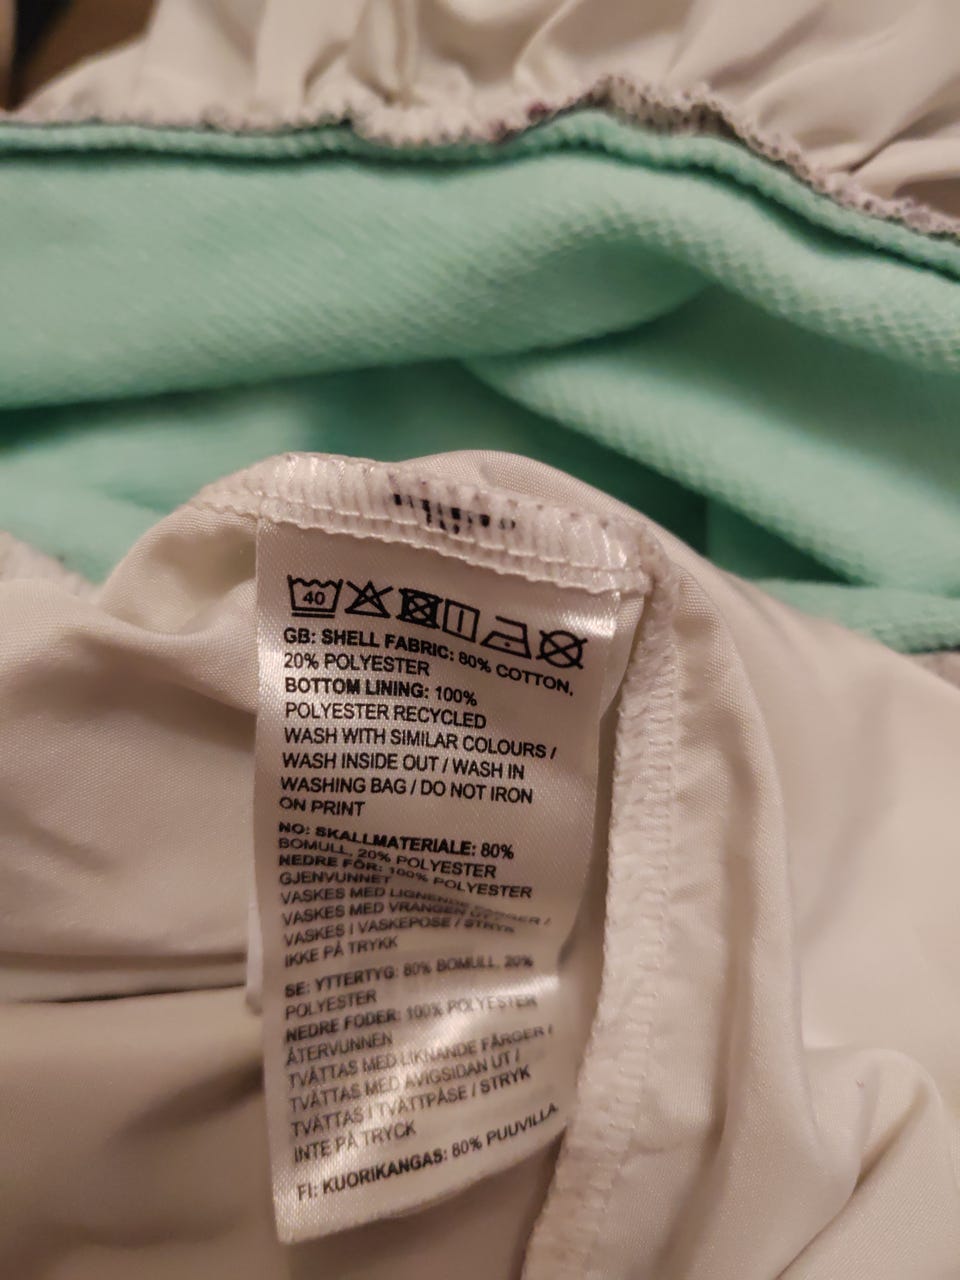 40
GB: SHELL FABRIC: 80% COTTON,
20% POLYESTER
BOTTOM LINING: 100%
POLYESTER RECYCLED
WASH WITH SIMILAR COLOURS /
WASH INSIDE OUT / WASH IN
WASHING BAG / DO NOT IRON
ON PRINT
NO: SKALLMATERIALE: 80%
BOMULL, 20% POLYESTER
NEDRE FÔR: 100% POLYESTER
GJENVUNNET
VASKES MED LIGNENDE FARGER /
VASKES MED VRANGEN UT /
VASKES I VASKEPOSE / STRYK
IKKE PÅ TRYKK
SE: YTTERTYG: 80% BOMULL, 20%
POLYESTER
NEDRE FODER: 100% POLYESTER
ÅTERVUNNEN
TVÄTTAS MED LIKNANDE FÄRGER /
TVÄTTAS MED AVIGSIDAN UT /
TVÄTTAS I TVÄTTPÅSE / STRYK
INTE PÅ TRYCK
FI: KUORIKANGAS: 80% PUUVILLA